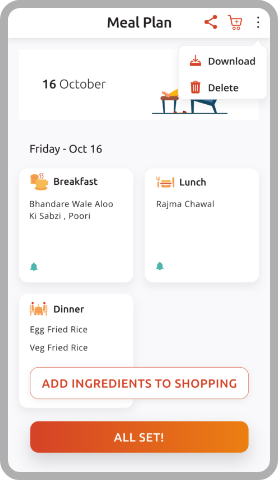 Meal Plan
Download
Delete
16 October
Friday - Oct 16
Breakfast
Bhandare Wale Aloo
Ki Sabzi , Poori
Lunch
Rajma Chawal
Dinner
Egg Fried Rice
Veg Fried Rice
ADD INGREDIENTS TO SHOPPING
ALL SET!